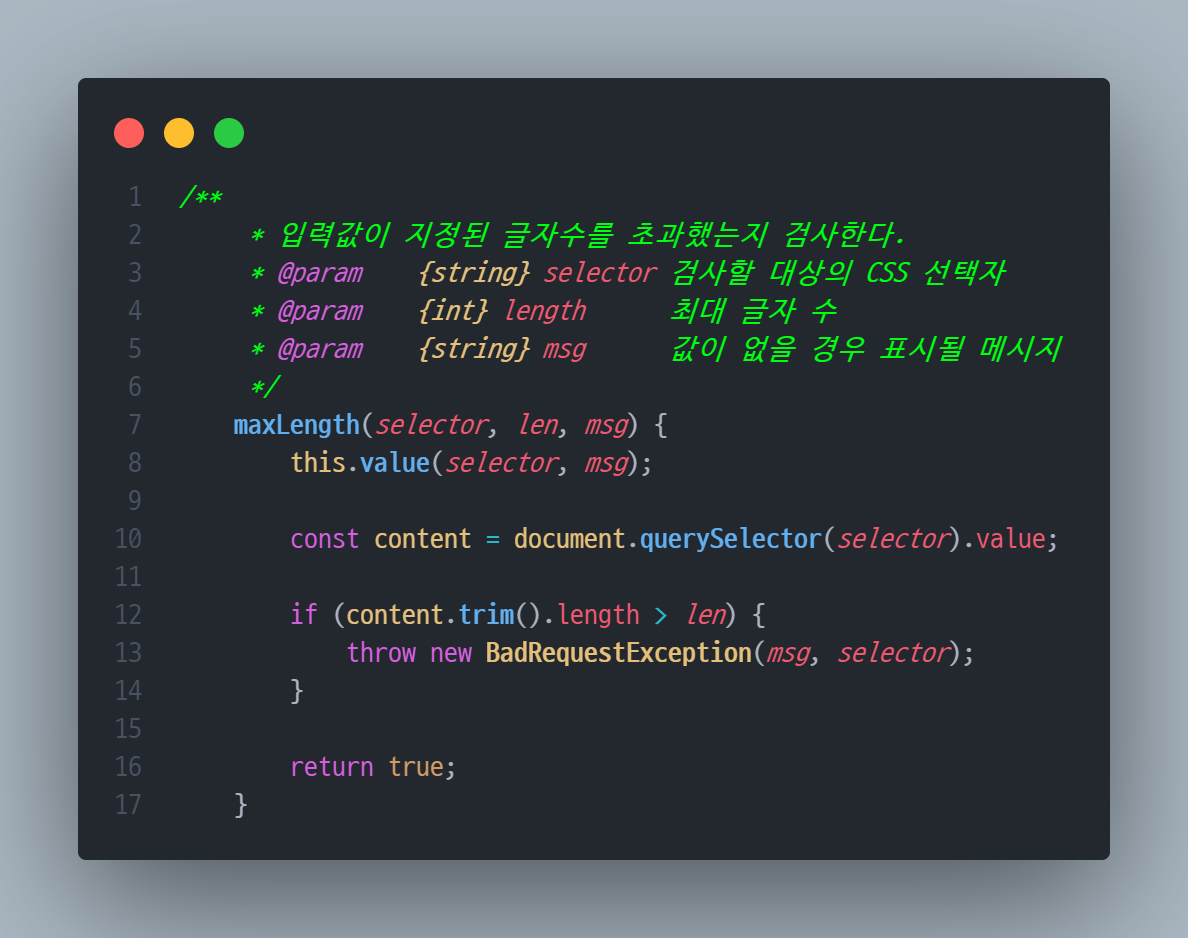 1 /**
2 * 입력값이 지정된 글자수를 초과했는지 검사한다.
3 * @param {string} selector 검사할 대상의 CSS 선택자
4 * @param {int} length 최대 글자 수
5 * @param {string} msg 값이 없을 경우 표시될 메시지
6 */
7 maxLength(selector, len, msg) {
8 this.value(selector, msg);
9
10 const content = document.querySelector(selector).value;
11
12 if (content.trim().length > len) {
13 throw new BadRequestException(msg, selector);
14 }
15
16 return true;
17 }